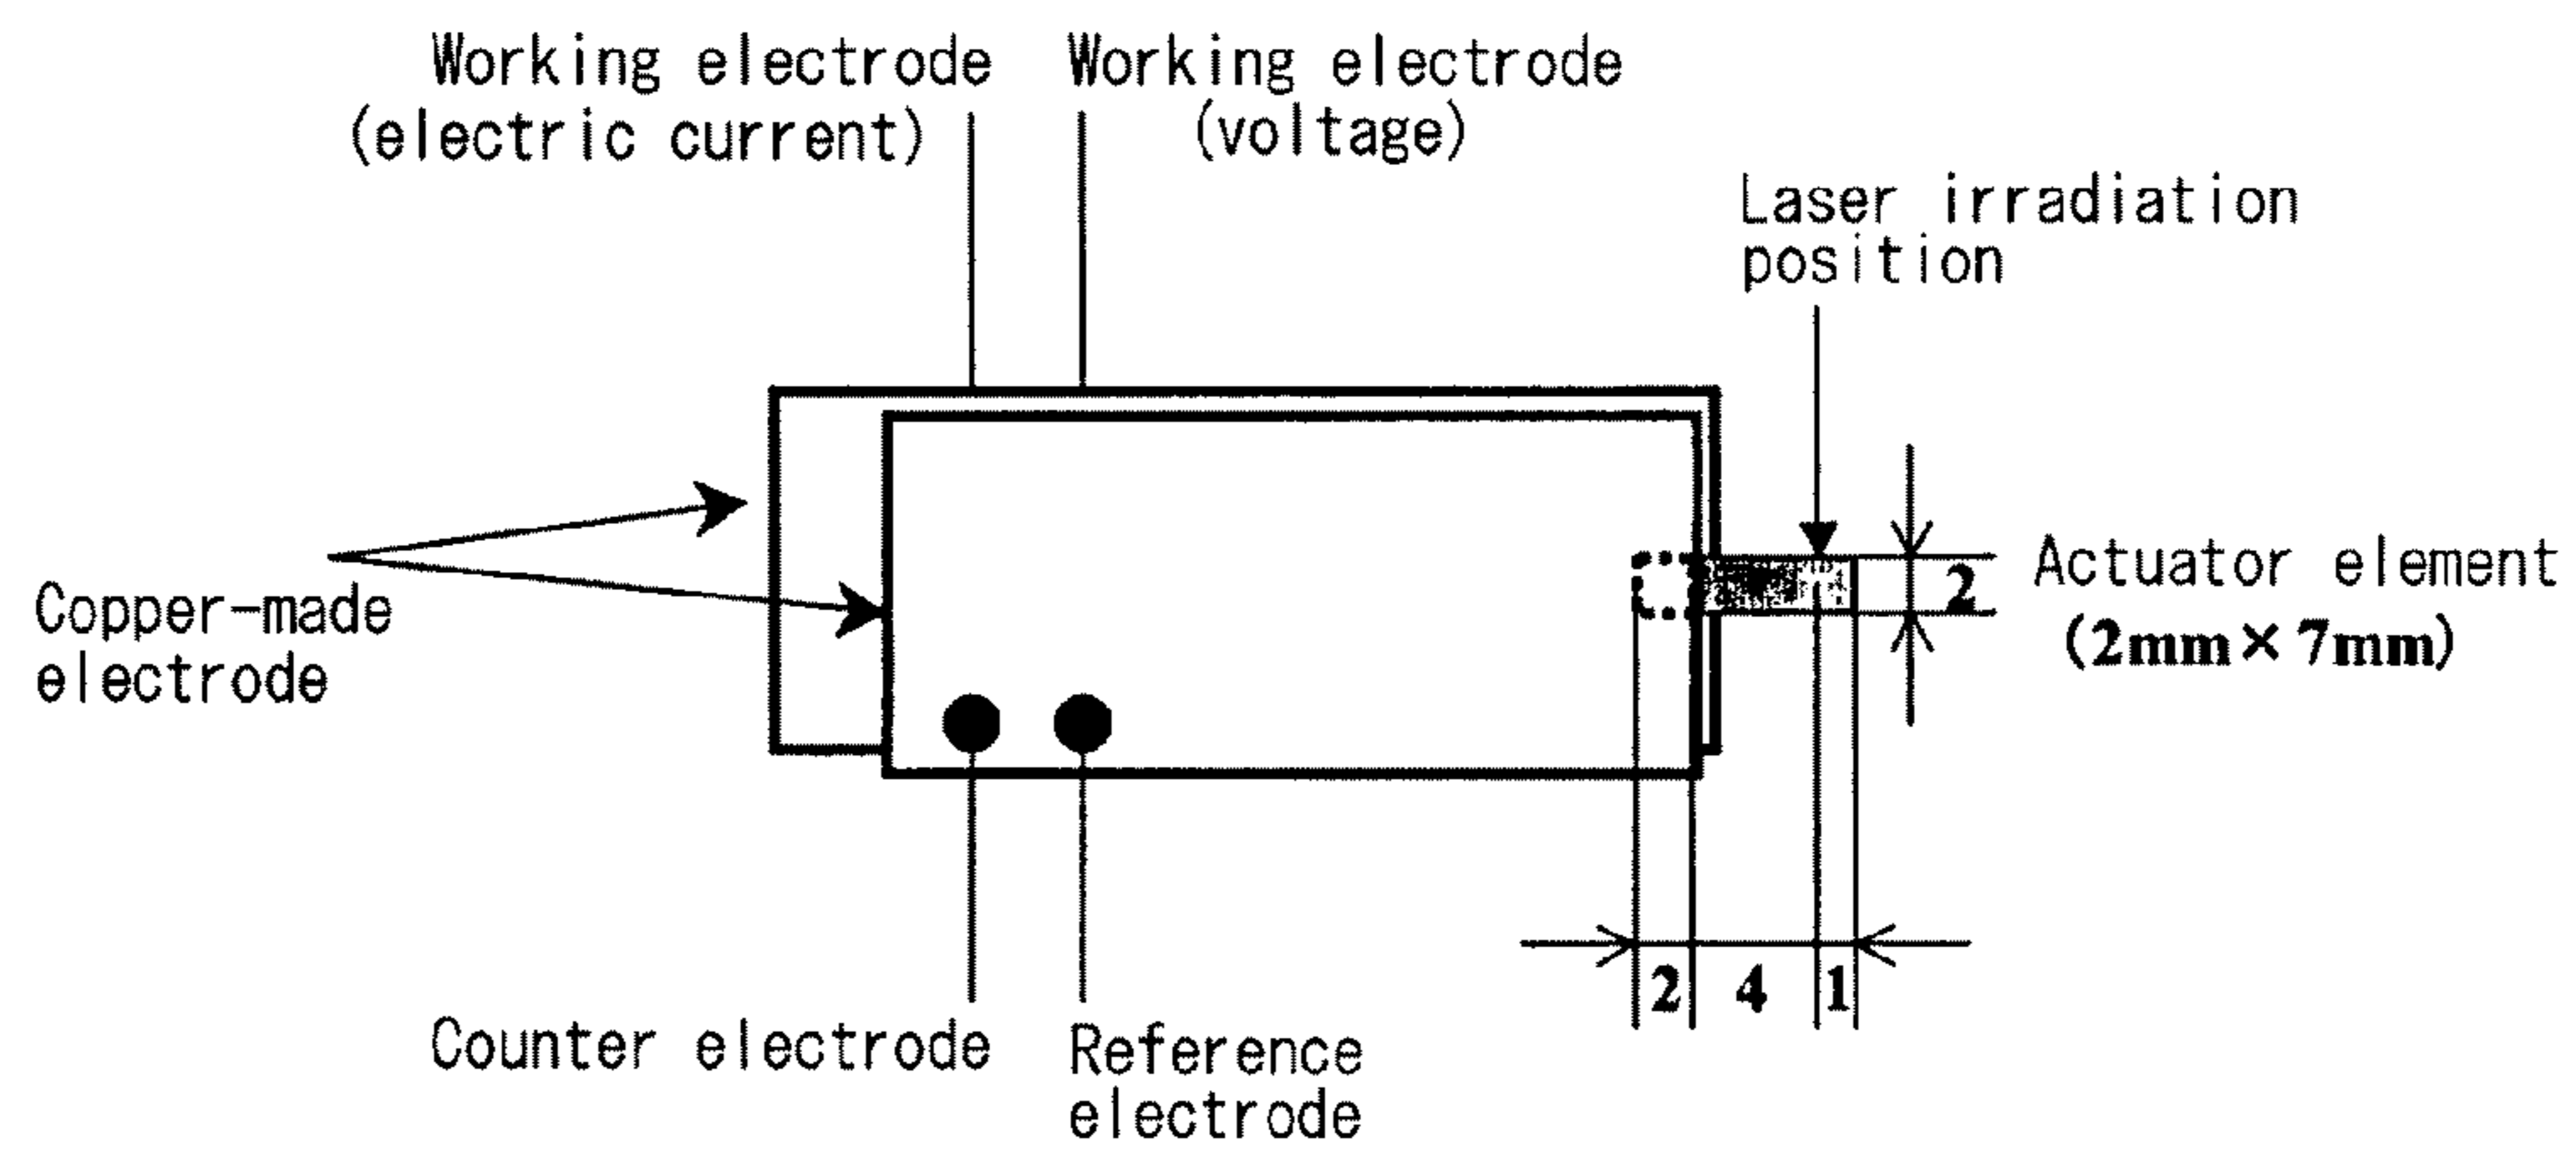 Working electrode
(electric current)
Working electrode
(voltage)
Laser irradiation
position
Copper-made
electrode
2
Actuator element
(2mm×7mm)
2 4 1
Counter electrode
Reference
electrode